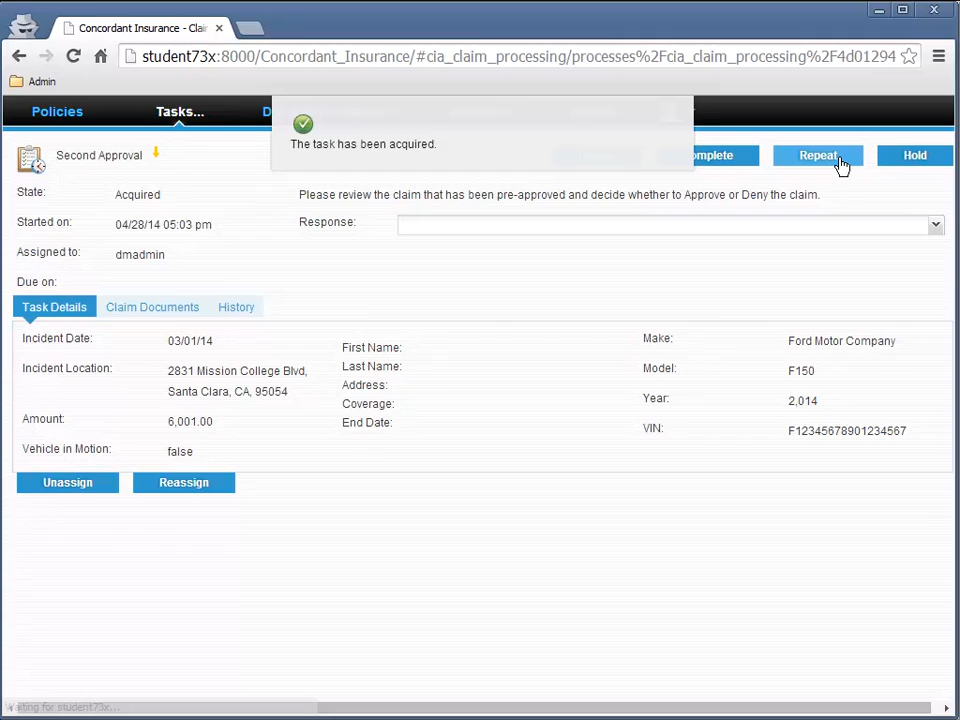 Concordant Insurance - Clai
student73x:8000/Concordant_Insurance/#cia_claim_processing/processes%2Fcia_claim_processing%2F4d01294
Admin
Policies Tasks... D
The task has been acquired.
Second Approval
omplete Repeat Hold
State: Acquired
Please review the claim that has been pre-approved and decide whether to Approve or Deny the claim.
Started on: 04/28/14 05:03 pm
Response:
Assigned to: dmadmin
Due on:
Task Details Claim Documents History
Incident Date: 03/01/14
Incident Location: 2831 Mission College Blvd,
Santa Clara, CA, 95054
Amount: 6,001.00
Vehicle in Motion: false
First Name:
Last Name:
Address:
Coverage:
End Date:
Make: Ford Motor Company
Model: F150
Year: 2,014
VIN: F12345678901234567
Unassign Reassign
Waiting for student73x...